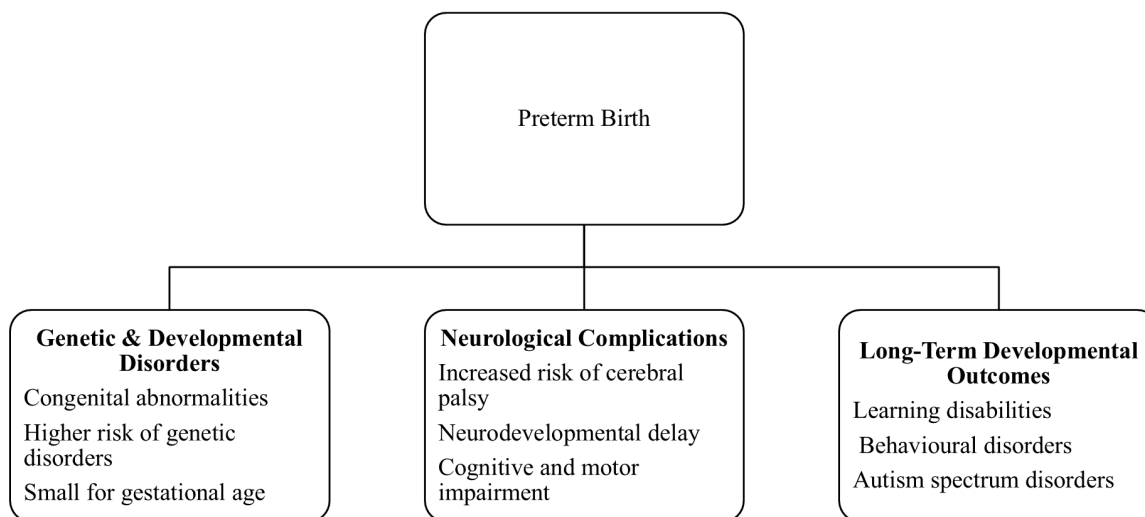 Preterm Birth
Genetic & Developmental
Disorders
Congenital abnormalities
Higher risk of genetic
disorders
Small for gestational age
Neurological Complications
Increased risk of cerebral
palsy
Neurodevelopmental delay
Cognitive and motor
impairment
Long-Term Developmental
Outcomes
Learning disabilities
Behavioural disorders
Autism spectrum disorders